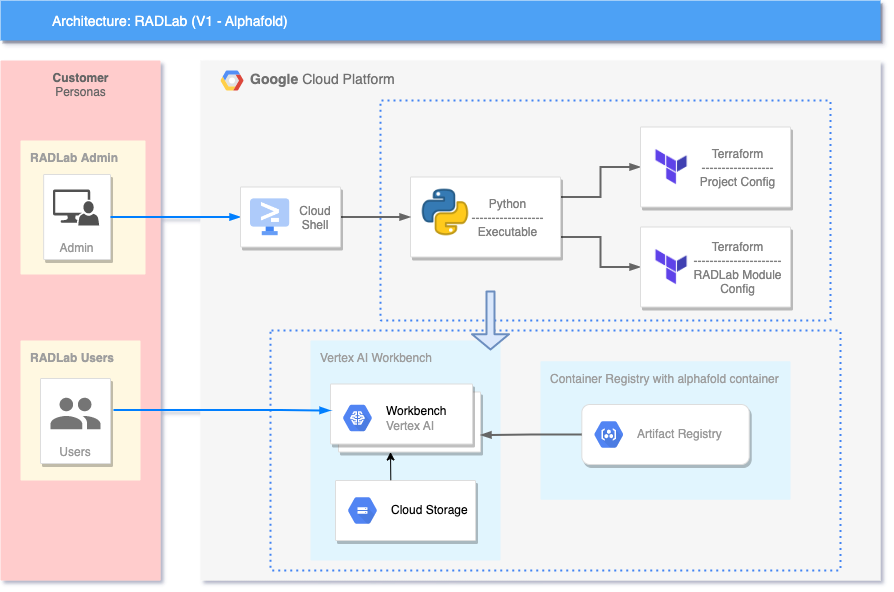 Architecture: RADLab (V1 - Alphafold)
Customer
Personas
Google Cloud Platform
RADLab Admin
Admin
Cloud
Shell
Python
Executable
Terraform
Project Config
Terraform
RADLab Module
Config
RADLab Users
Users
Vertex AI Workbench
Workbench
Vertex AI
Cloud Storage
Container Registry with alphafold container
Artifact Registry